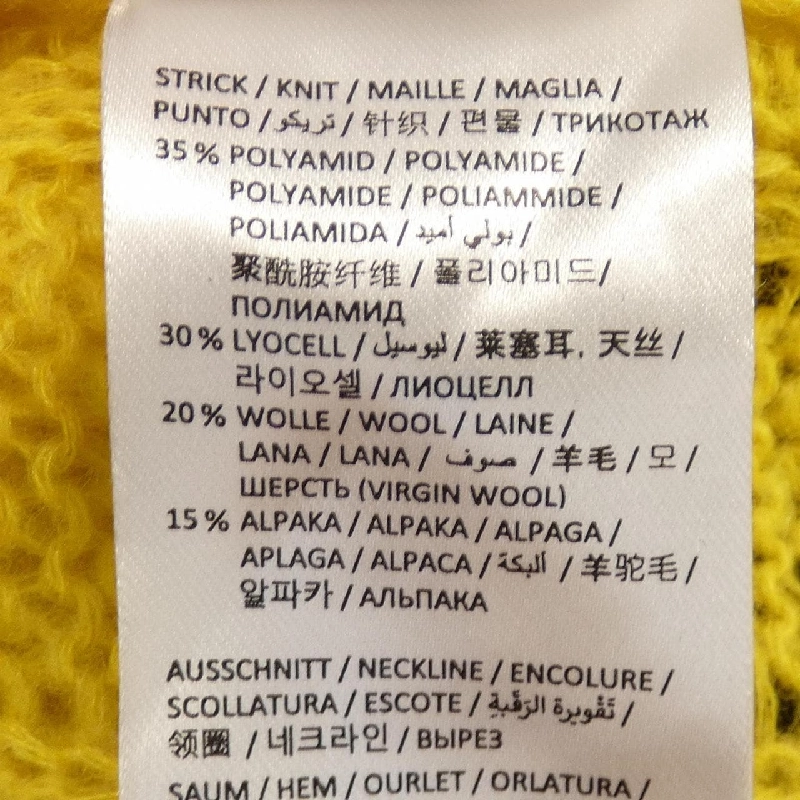 STRICK / KNIT / MAILLE / MAGLIA /
PUNTO / تريكو / 针织 / 편물 / ТРИКОТАЖ
35 % POLYAMID / POLYAMIDE /
POLYAMIDE / POLIAMMIDE /
POLIAMIDA / بولي أميد /
聚酰胺纤维 / 폴리아미드/
ПОЛИАМИД
30 % LYOCELL / ليوسيل / 莱塞耳, 天丝 /
라이오셀 / ЛИОЦЕЛЛ
20 % WOLLE / WOOL / LAINE /
LANA / LANA / صوف / 羊毛 / 모 /
ШЕРСТЬ (VIRGIN WOOL)
15 % ALPAKA / ALPAKA / ALPAGA /
APLAGA / ALPACA / البكة / 羊驼毛 /
알파카 / АЛЬПАКА
AUSSCHNITT / NECKLINE / ENCOLURE /
SCOLLATURA / ESCOTE / تَقْويرة الرَقَبةِ /
领圈 / 네크라인 / ВЫРЕЗ
SAUM / HEM / OURLET / ORLATURA /